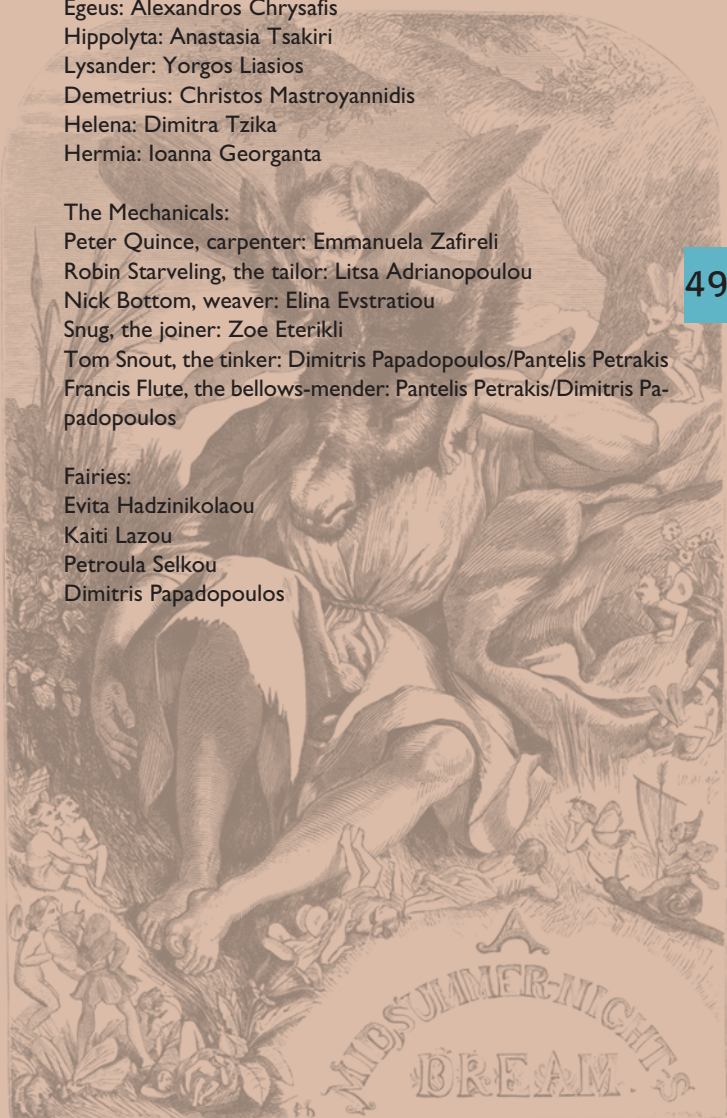 Egeus: Alexandros Chrysafis
Hippolyta: Anastasia Tsakiri
Lysander: Yorgos Liasios
Demetrius: Christos Mastroyannidis
Helena: Dimitra Tzika
Hermia: Ioanna Georganta
The Mechanicals:
Peter Quince, carpenter: Emmanuela Zafireli
Robin Starveling, the tailor: Litsa Adrianopoulou
Nick Bottom, weaver: Elina Evstratiou
Snug, the joiner: Zoe Eterikli
Tom Snout, the tinker: Dimitris Papadopoulos/Pantelis Petrakis
Francis Flute, the bellows-mender: Pantelis Petrakis/Dimitris Pa-
padopoulos
Fairies:
Evita Hadzinikolaou
Kaiti Lazou
Petroula Selkou
Dimitris Papadopoulos
49
A
MIDSUMMER-NIGHT'S
DREAM.